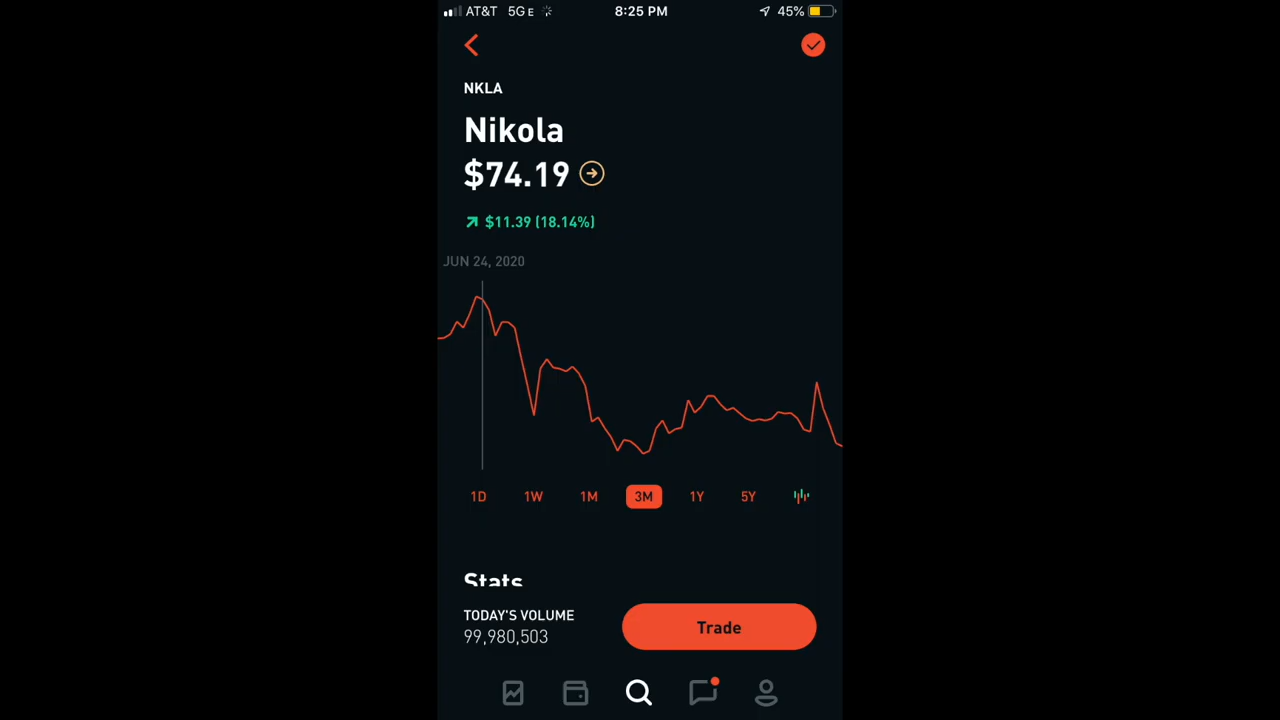 AT&T 5GE 8:25 PM 45%
NKLA
Nikola
$74.19
$11.39 (18.14%)
JUN 24, 2020
1D 1W 1M 3M 1Y 5Y
Stats
TODAY'S VOLUME
99,980,503
Trade